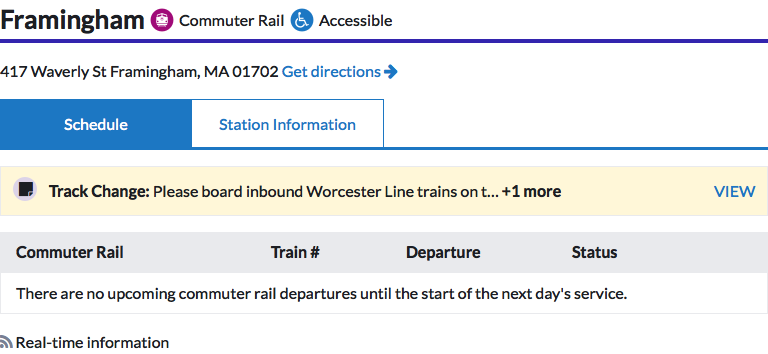 Framingham Commuter Rail Accessible
417 Waverly St Framingham, MA 01702 Get directions
Schedule Station Information
Track Change: Please board inbound Worcester Line trains on t... +1 more VIEW
Commuter Rail Train # Departure Status
There are no upcoming commuter rail departures until the start of the next day's service.
Real-time information